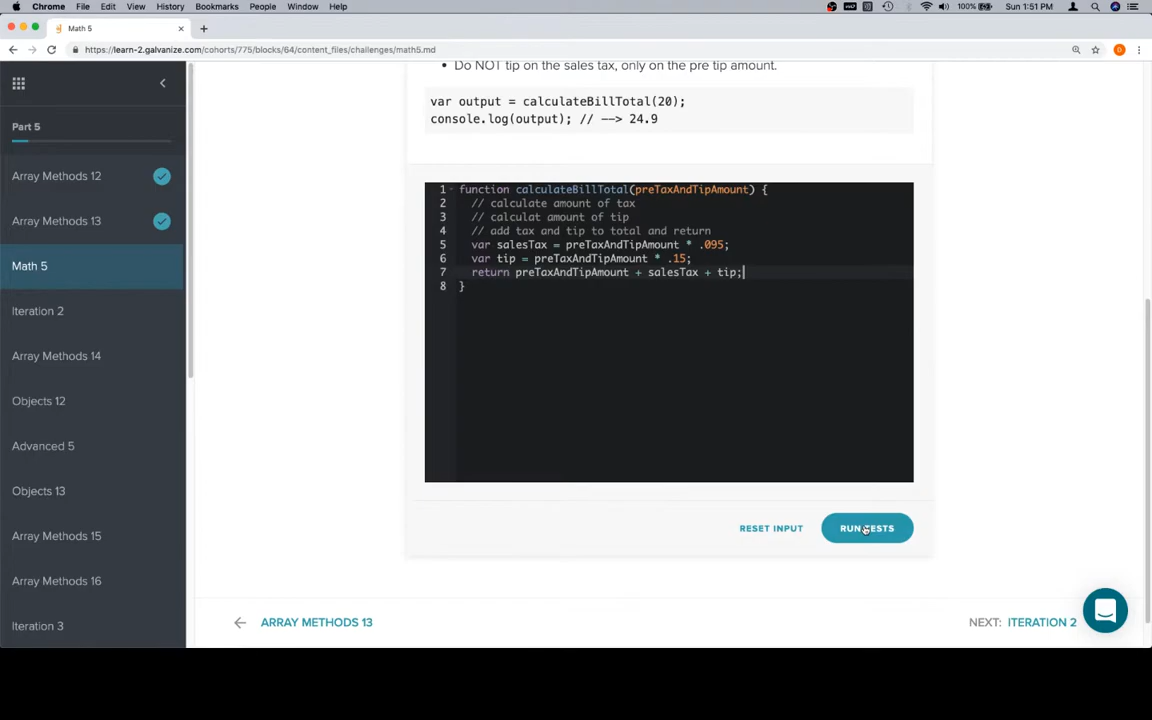 Chrome File Edit View History Bookmarks People Window Help 100% Sun 1:51 PM
Math 5
https://learn-2.galvanize.com/cohorts/775/blocks/64/content_files/challenges/math5.md
Part 5
Array Methods 12
Array Methods 13
Math 5
Iteration 2
Array Methods 14
Objects 12
Advanced 5
Objects 13
Array Methods 15
Array Methods 16
Iteration 3
• Do NOT tip on the sales tax, only on the pre tip amount.
var output = calculateBillTotal(20);
console.log(output); // --> 24.9
1 function calculateBillTotal(preTaxAndTipAmount) {
2 // calculate amount of tax
3 // calculat amount of tip
4 // add tax and tip to total and return
5 var salesTax = preTaxAndTipAmount * .095;
6 var tip = preTaxAndTipAmount * .15;
7 return preTaxAndTipAmount + salesTax + tip;
8 }
RESET INPUT RUN TESTS
ARRAY METHODS 13 NEXT: ITERATION 2